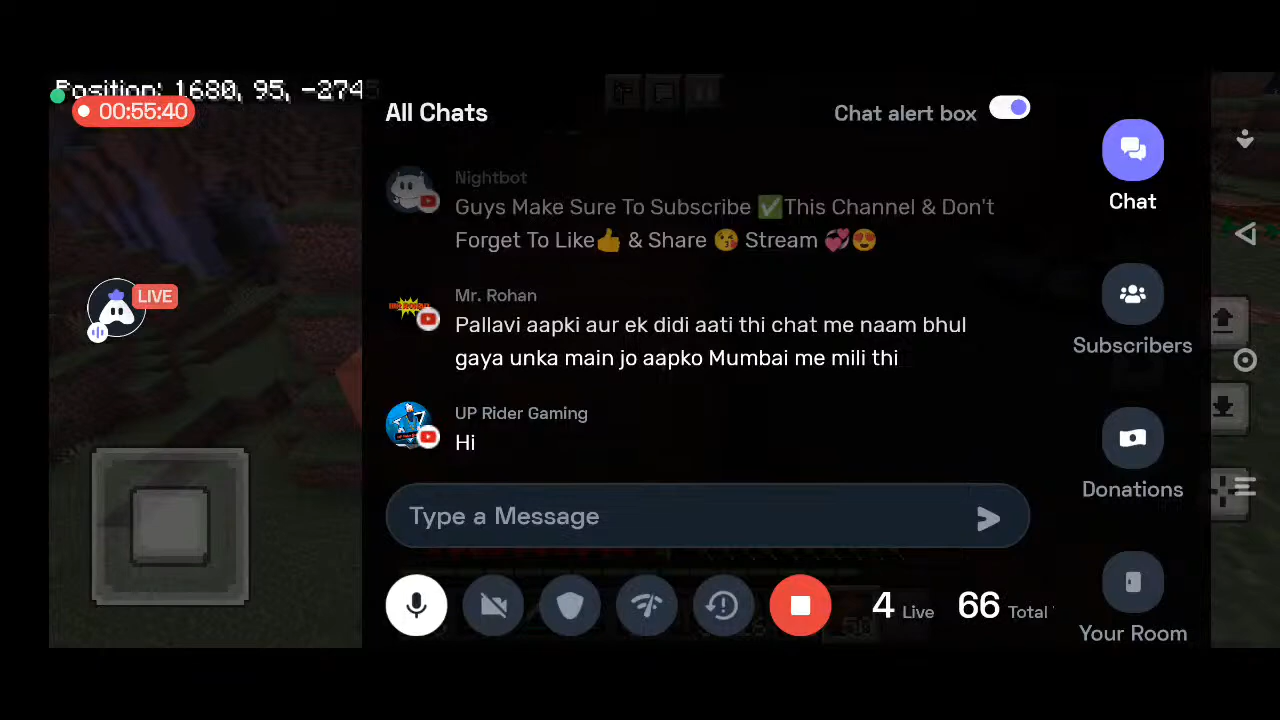 Position: 1680, 95, -2745
00:55:40
All Chats
Chat alert box
Nightbot
Guys Make Sure To Subscribe ✅This Channel & Don't
Forget To Like👍 & Share 😘 Stream 💞😍
Mr. Rohan
Pallavi aapki aur ek didi aati thi chat me naam bhul
gaya unka main jo aapko Mumbai me mili thi
UP Rider Gaming
Hi
Type a Message
4 Live 66 Total
LIVE
Chat
Subscribers
Donations
Your Room